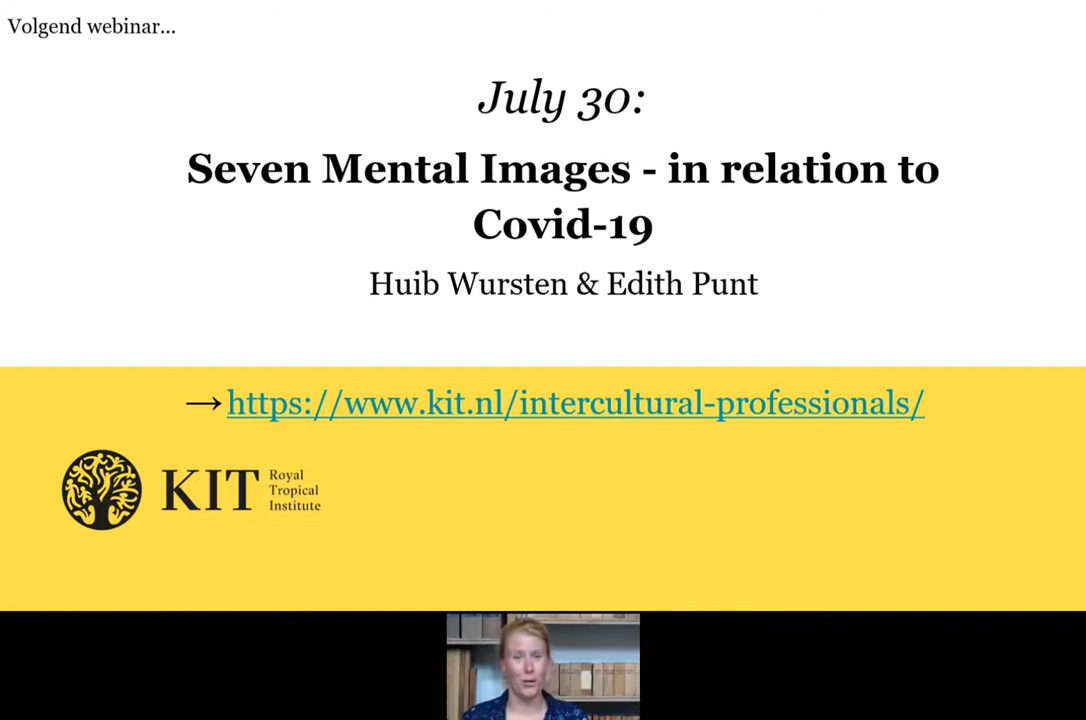 Volgend webinar...
July 30:
Seven Mental Images - in relation to
Covid-19
Huib Wursten & Edith Punt
→https://www.kit.nl/intercultural-professionals/
KIT
Royal
Tropical
Institute